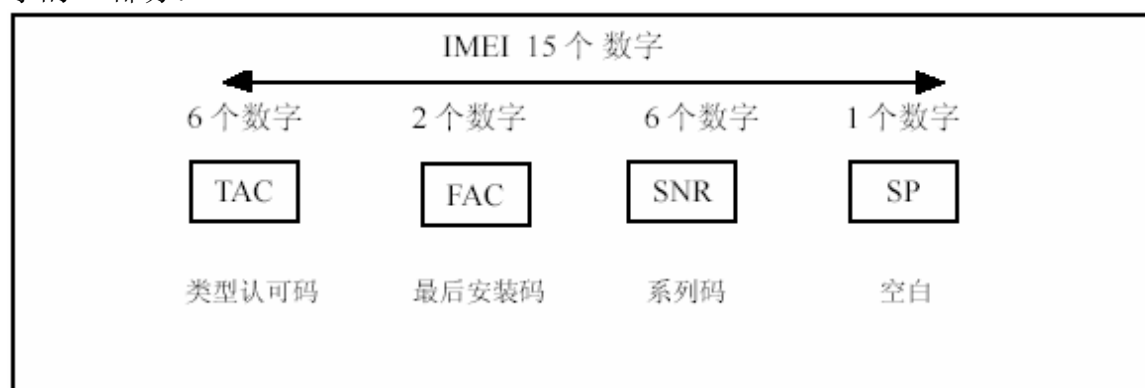 IMEI 15 个 数字
6 个数字 2 个数字 6 个数字 1 个数字
TAC FAC SNR SP
类型认可码 最后安装码 系列码 空白